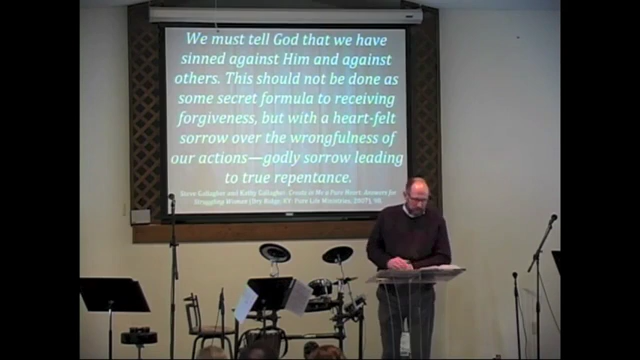 We must tell God that we have
sinned against Him and against
others. This should not be done as
some secret formula to receiving
forgiveness, but with a heart-felt
sorrow over the wrongfulness of
our actions—godly sorrow leading
to true repentance.
Steve Gallagher and Kathy Gallagher, Create in Me a Pure Heart: Answers for
Struggling Women (Dry Ridge, KY: Pure Life Ministries, 2007),